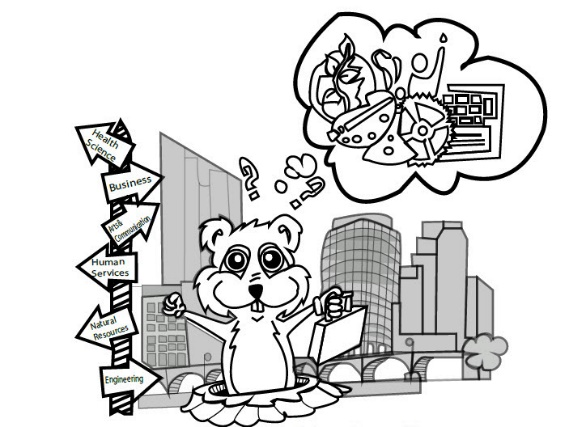 Health
Science
Business
Arts &
Communication
Human
Services
Natural
Resources
Engineering
?
?